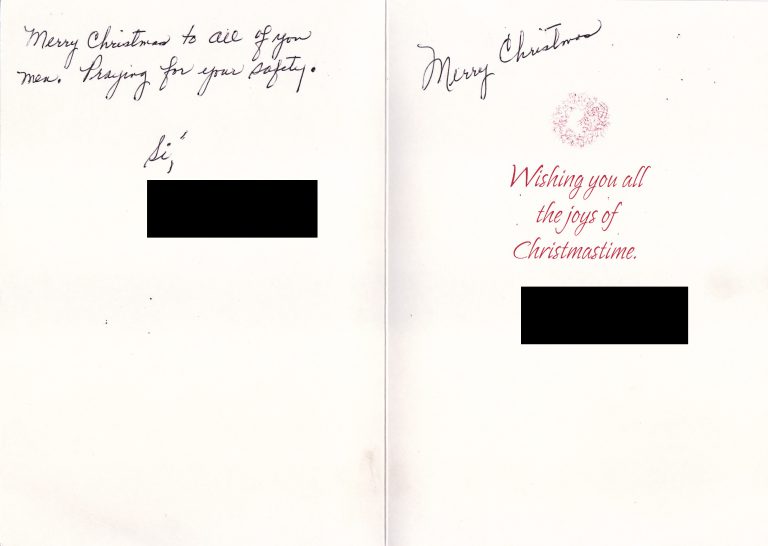 Merry Christmas to all of you
men. Praying for your safety.
Merry Christmas
Wishing you all
the joys of
Christmastime.